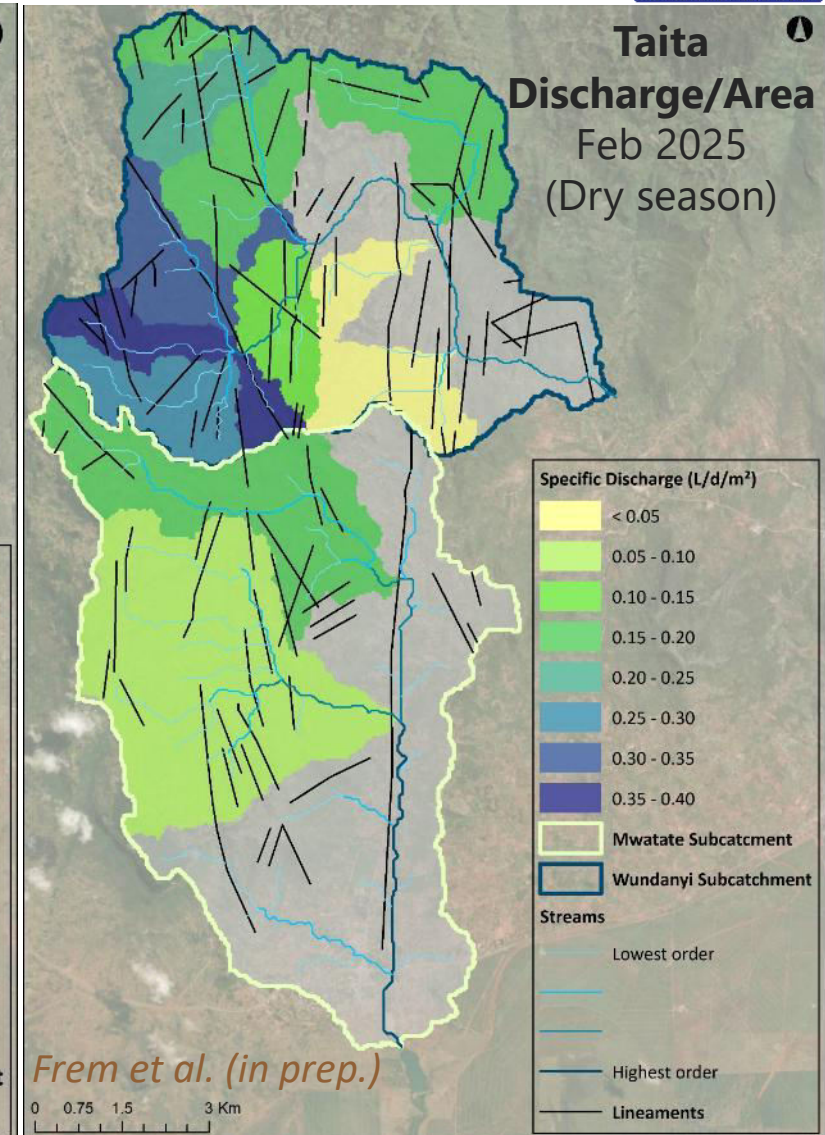 Taita
Discharge/Area
Feb 2025
(Dry season)
Specific Discharge (L/d/m²)
< 0.05
0.05 - 0.10
0.10 - 0.15
0.15 - 0.20
0.20 - 0.25
0.25 - 0.30
0.30 - 0.35
0.35 - 0.40
Mwatate Subcatcment
Wundanyi Subcatchment
Streams
Lowest order
Highest order
Lineaments
Frem et al. (in prep.)
0 0.75 1.5 3 Km